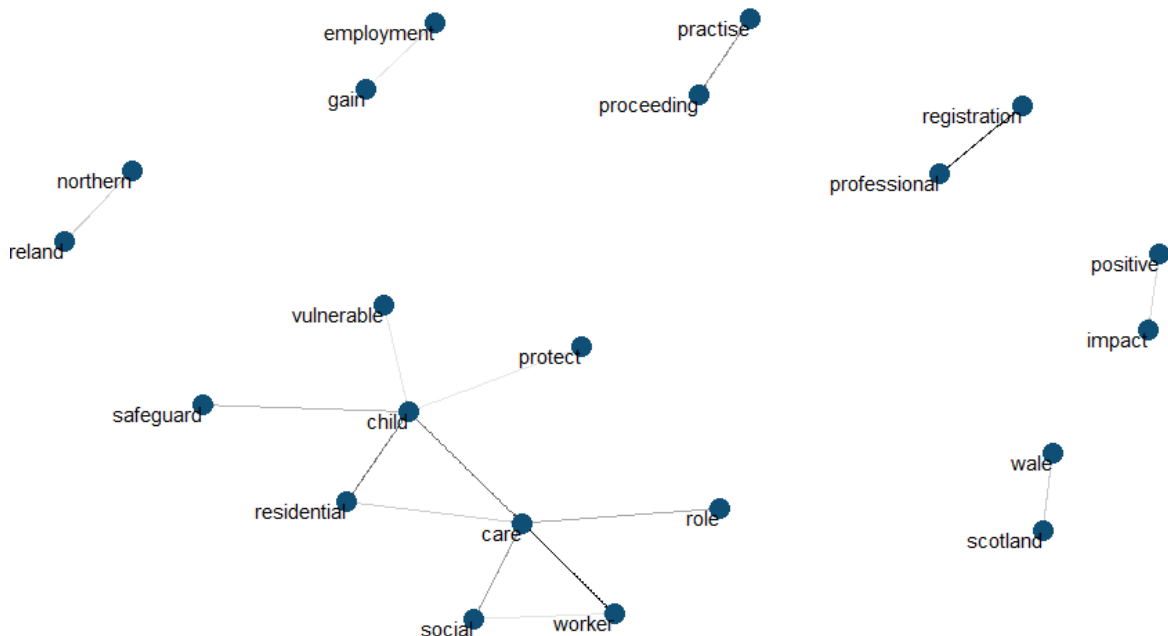 employment
practise
gain
proceeding
registration
northern
professional
reland
positive
vulnerable
impact
protect
safeguard
child
wale
residential
role
care
scotland
social
worker